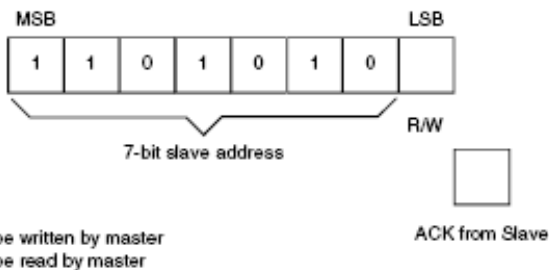 MSB LSB
1 1 0 1 0 1 0
R/W
7-bit slave address
ACK from Slave
be written by master
be read by master